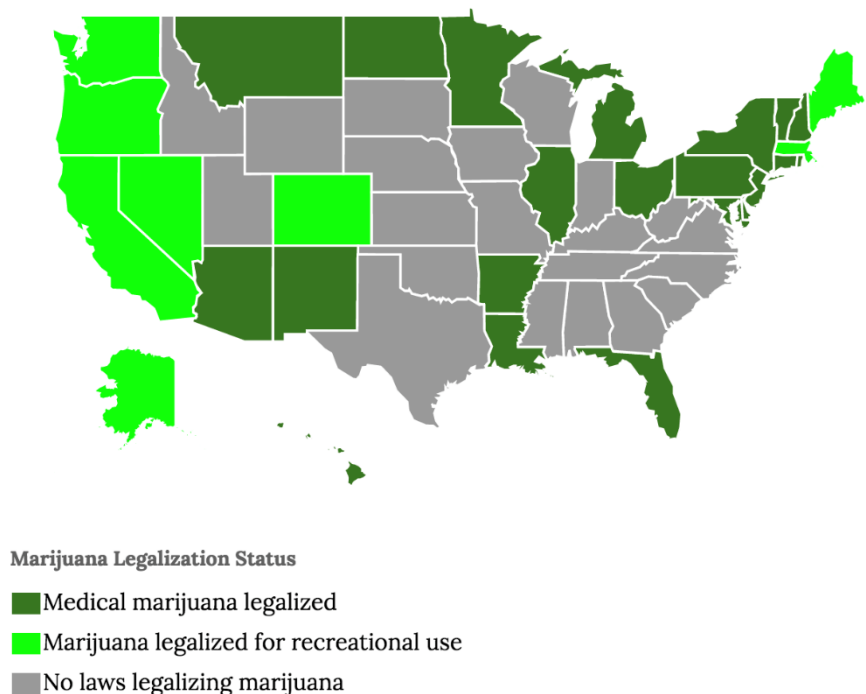 Marijuana Legalization Status
Medical marijuana legalized
Marijuana legalized for recreational use
No laws legalizing marijuana